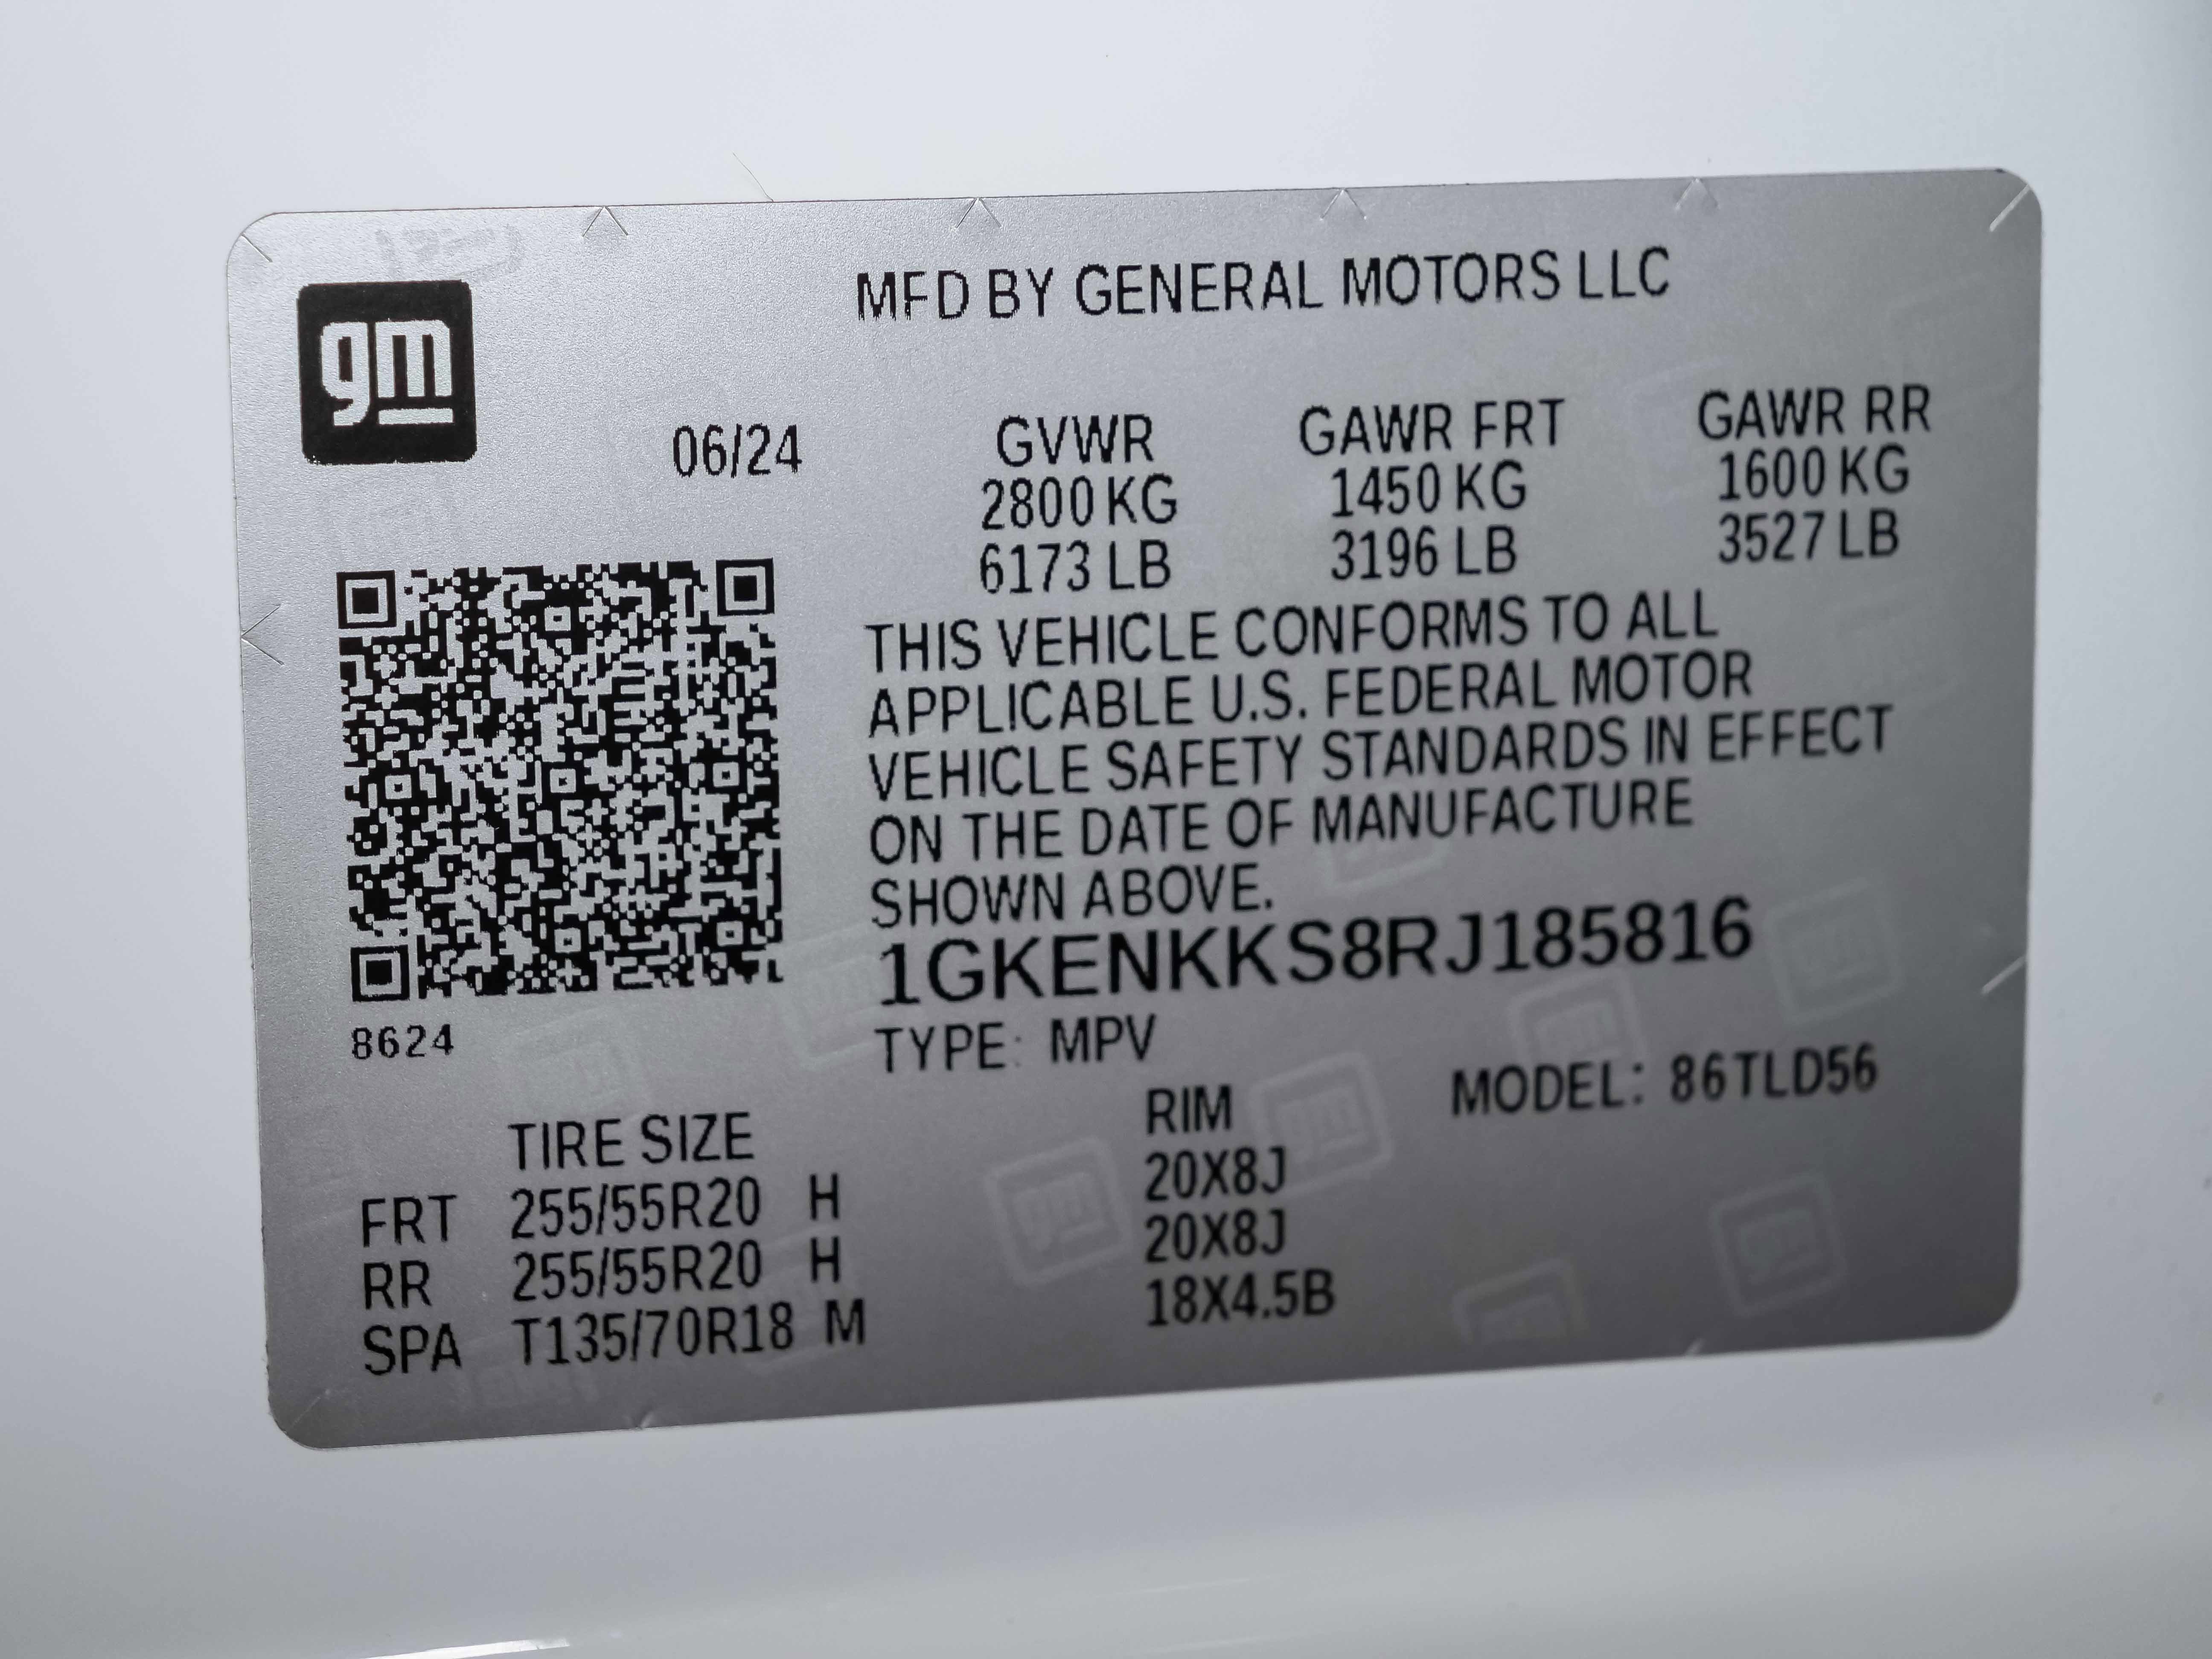 MFD BY GENERAL MOTORS LLC
gm
06/24
GVWR GAWR FRT GAWR RR
2800 KG 1450 KG 1600 KG
6173 LB 3196 LB 3527 LB
THIS VEHICLE CONFORMS TO ALL
APPLICABLE U.S. FEDERAL MOTOR
VEHICLE SAFETY STANDARDS IN EFFECT
ON THE DATE OF MANUFACTURE
SHOWN ABOVE.
1GKENKKS8RJ185816
8624
TYPE: MPV MODEL: 86TLD56
TIRE SIZE RIM
FRT 255/55R20 H 20X8J
RR 255/55R20 H 20X8J
SPA T135/70R18 M 18X4.5B